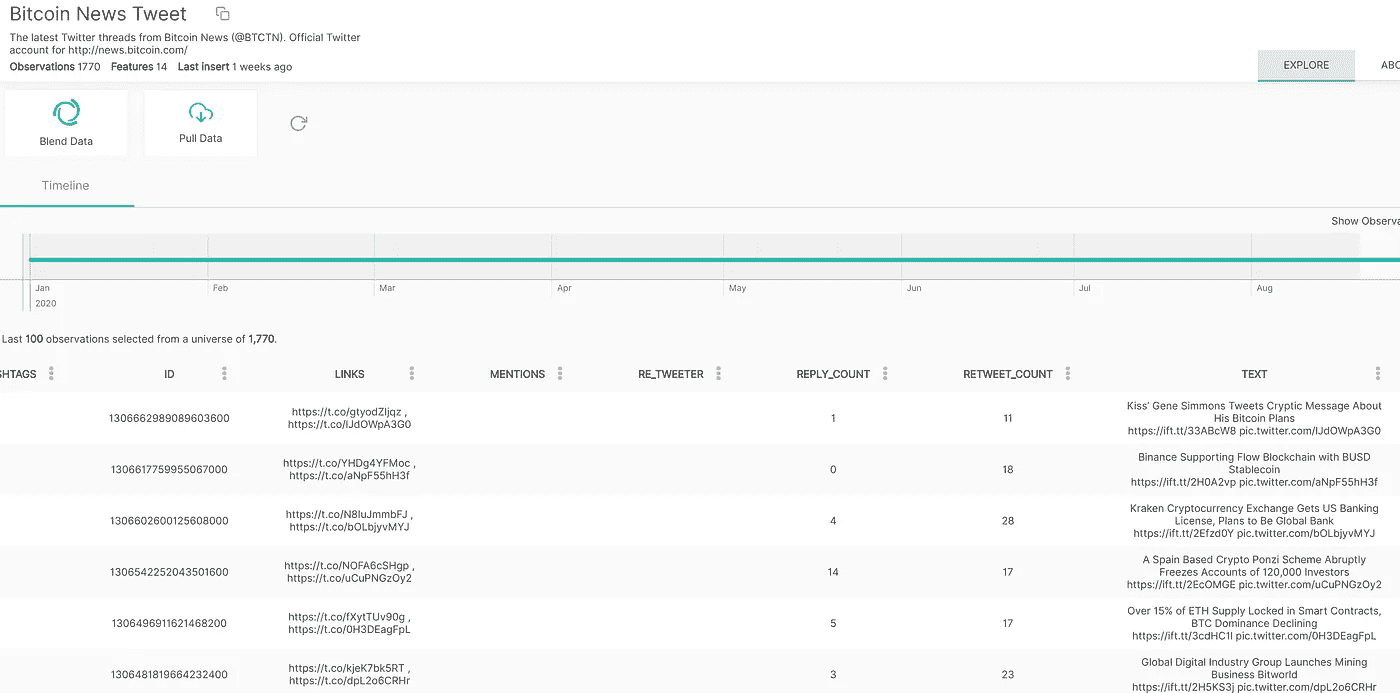 Bitcoin News Tweet
The latest Twitter threads from Bitcoin News (@BTCTN). Official Twitter
account for http://news.bitcoin.com/
Observations 1770 Features 14 Last insert 1 weeks ago
EXPLORE ABC
Blend Data Pull Data
Timeline
Show Observa
Jan Feb Mar Apr May Jun Jul Aug
2020
Last 100 observations selected from a universe of 1,770.
SHTAGS ID LINKS MENTIONS RE_TWEETER REPLY_COUNT RETWEET_COUNT TEXT
Kiss' Gene Simmons Tweets Cryptic Message About
https://t.co/gtyodZljqz ,
1306662989089603600 1 11 His Bitcoin Plans
https://t.co/lJdOWpA3G0
https://ift.tt/33ABcW8 pic.twitter.com/lJdOWpA3G0
Binance Supporting Flow Blockchain with BUSD
https://t.co/YHDg4YFMoc ,
1306617759955067000 0 18 Stablecoin
https://t.co/aNpF55hH3f
https://ift.tt/2H0A2vp pic.twitter.com/aNpF55hH3f
Kraken Cryptocurrency Exchange Gets US Banking
https://t.co/N8luJmmbFJ ,
1306602600125608000 4 28 License, Plans to Be Global Bank
https://t.co/bOLbjyvMYJ
https://ift.tt/2Efzd0Y pic.twitter.com/bOLbjyvMYJ
A Spain Based Crypto Ponzi Scheme Abruptly
https://t.co/NOFA6cSHgp ,
1306542252043501600 14 17 Freezes Accounts of 120,000 Investors
https://t.co/uCuPNGzOy2
https://ift.tt/2EcOMGE pic.twitter.com/uCuPNGzOy2
Over 15% of ETH Supply Locked in Smart Contracts,
https://t.co/fXytTUv90g ,
1306496911621468200 5 17 BTC Dominance Declining
https://t.co/0H3DEagFpL
https://ift.tt/3cdHC1l pic.twitter.com/0H3DEagFpL
Global Digital Industry Group Launches Mining
https://t.co/kjeK7bk5RT ,
1306481819664232400 3 23 Business Bitworld
https://t.co/dpL2o6CRHr
https://ift.tt/2H5KS3j pic.twitter.com/dpL2o6CRHr